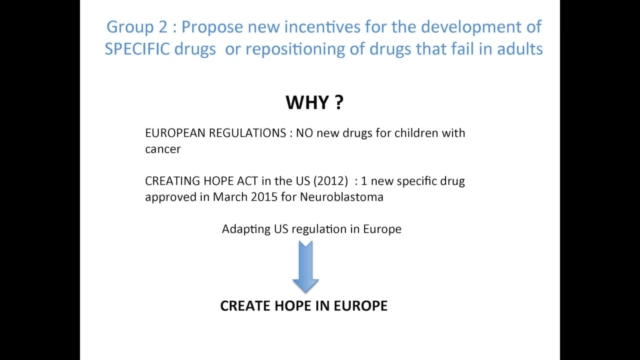 Group 2 : Propose new incentives for the development of
SPECIFIC drugs or repositioning of drugs that fail in adults
WHY ?
EUROPEAN REGULATIONS : NO new drugs for children with
cancer
CREATING HOPE ACT in the US (2012) : 1 new specific drug
approved in March 2015 for Neuroblastoma
Adapting US regulation in Europe
CREATE HOPE IN EUROPE